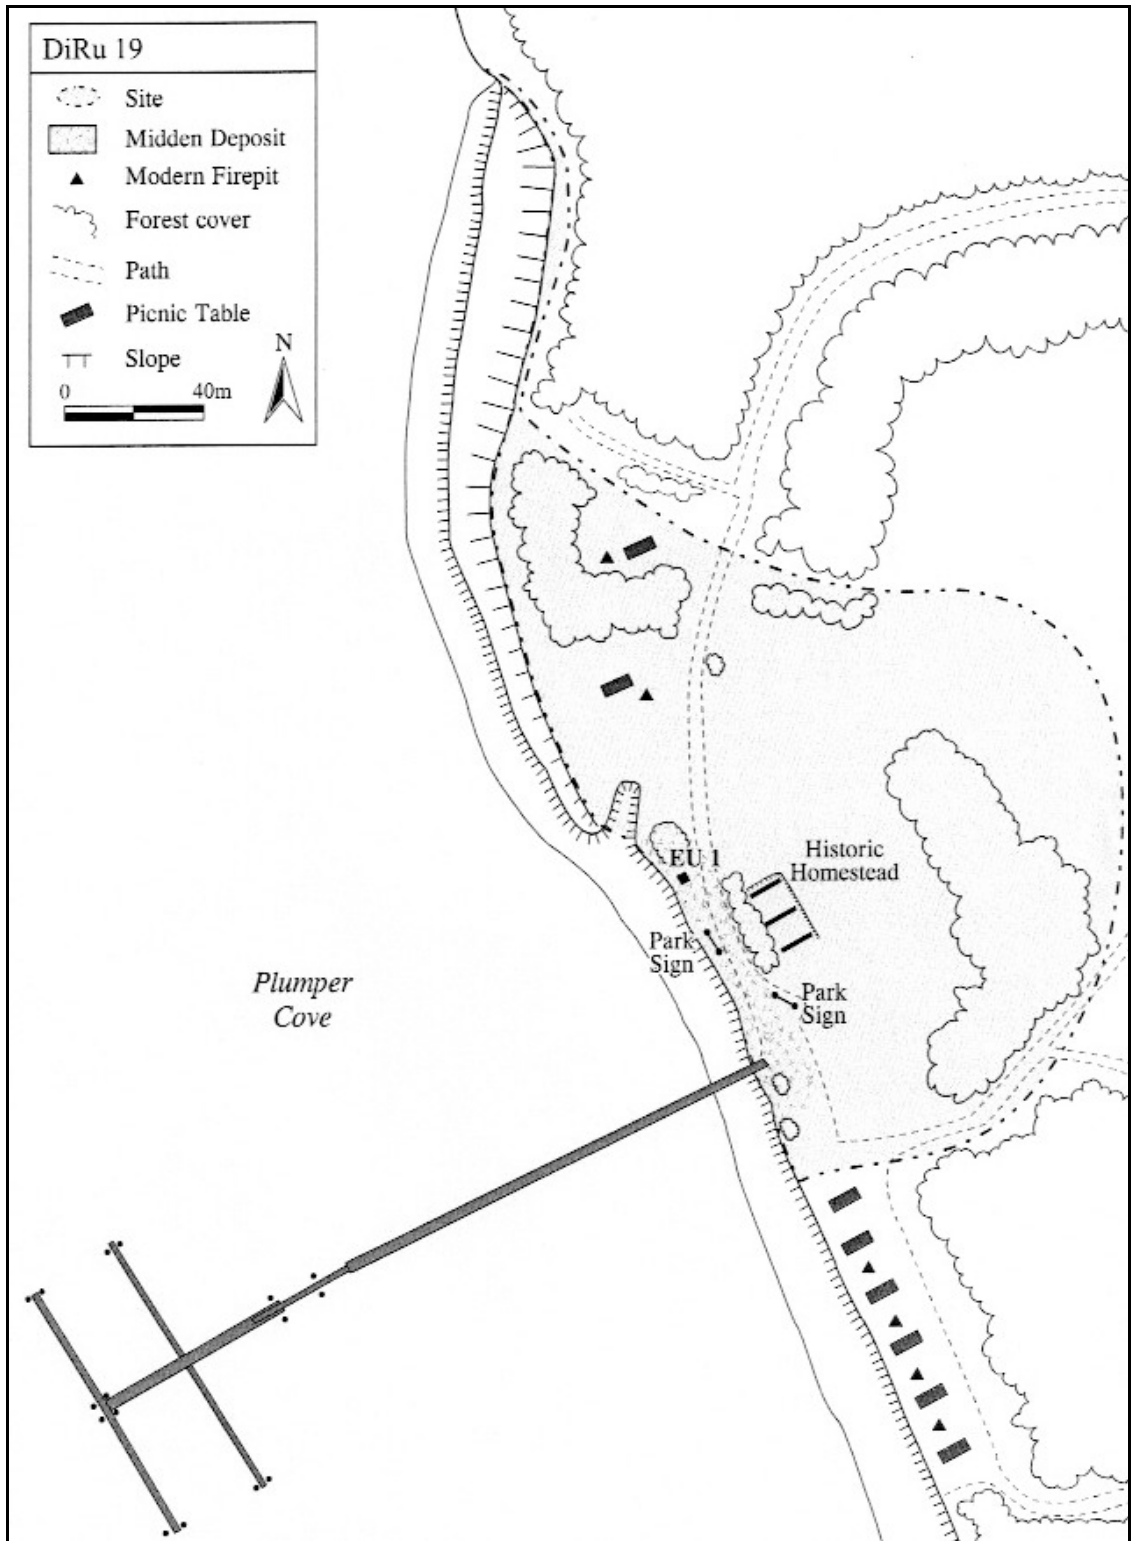 DiRu 19
Site
Midden Deposit
Modern Firepit
Forest cover
Path
Picnic Table
Slope
N
0 40m
EU 1
Historic
Homestead
Park
Sign
Park
Sign
Plumper
Cove